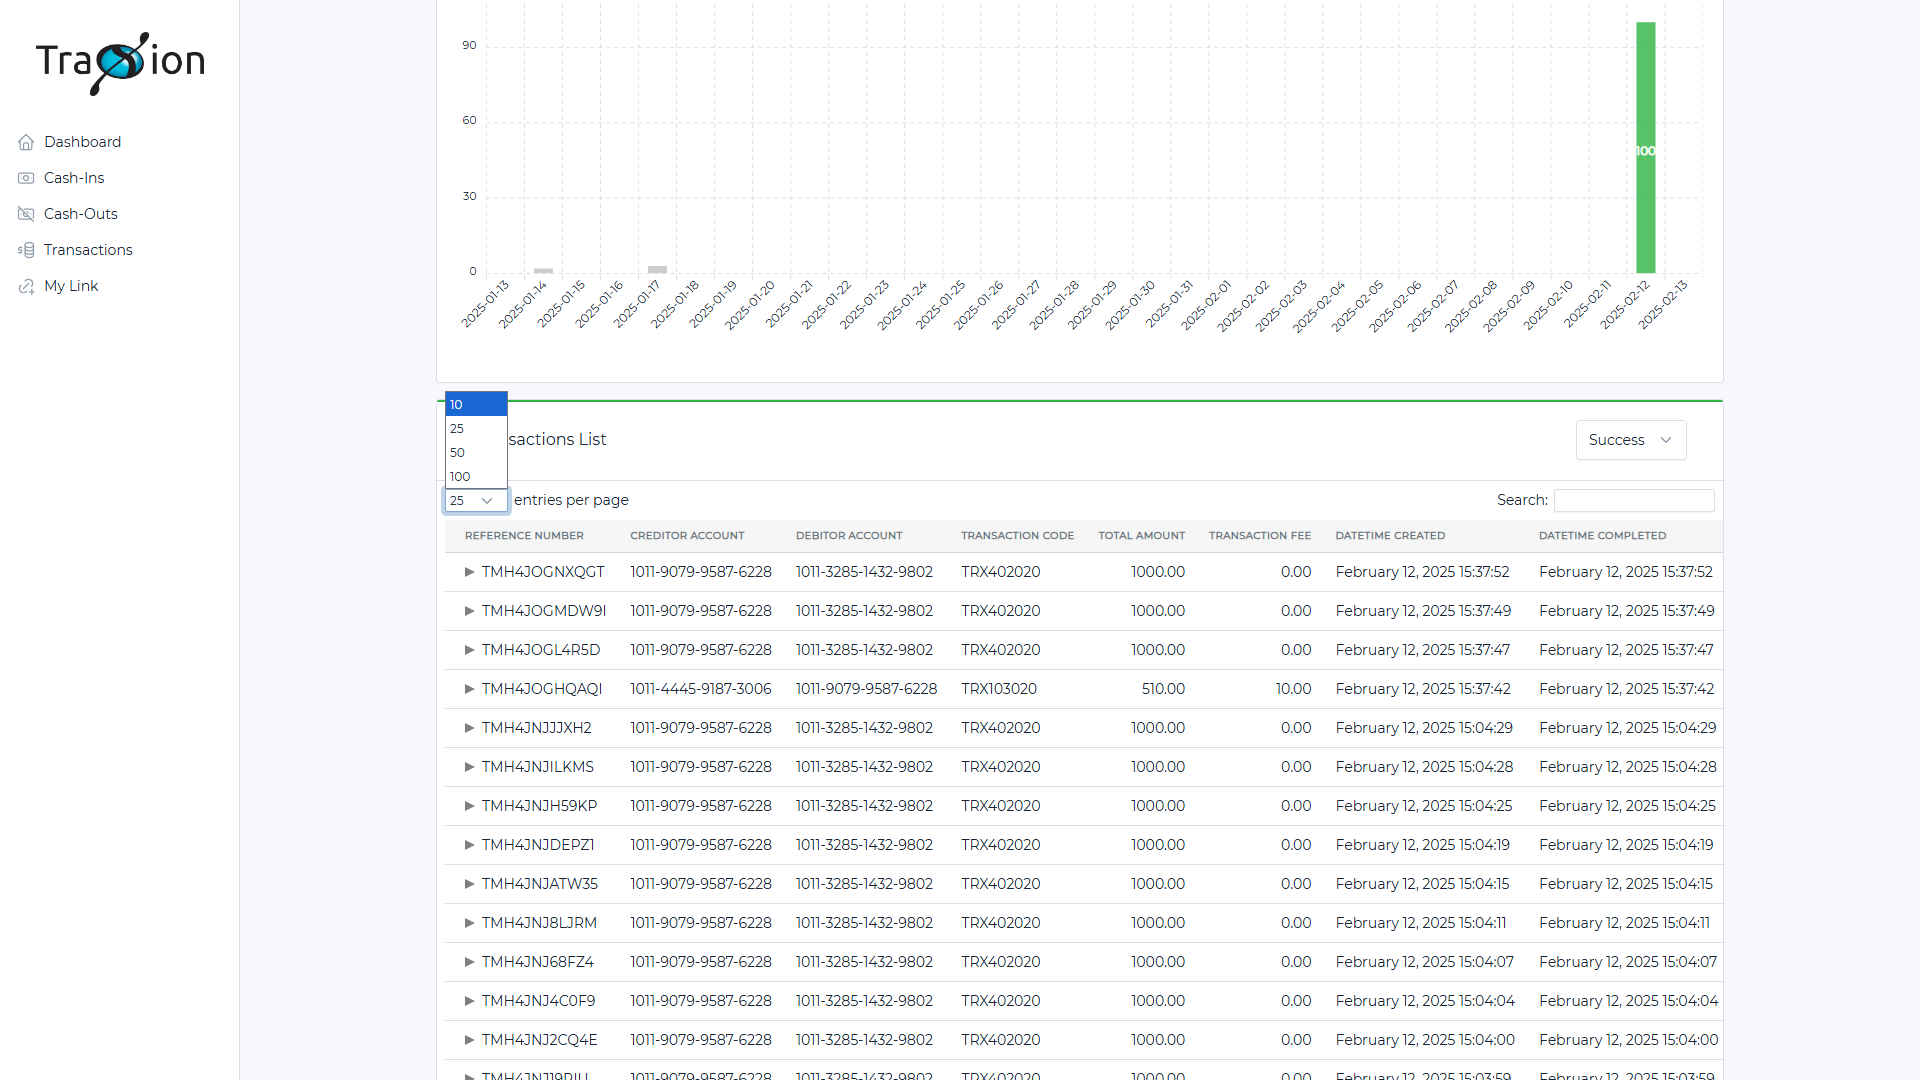 TraXion
Dashboard
Cash-Ins
Cash-Outs
Transactions
My Link
90
60
30
0
100
2025-01-13 2025-01-14 2025-01-15 2025-01-16 2025-01-17 2025-01-18 2025-01-19 2025-01-20 2025-01-21 2025-01-22 2025-01-23 2025-01-24 2025-01-25 2025-01-26 2025-01-27 2025-01-28 2025-01-29 2025-01-30 2025-01-31 2025-02-01 2025-02-02 2025-02-03 2025-02-04 2025-02-05 2025-02-06 2025-02-07 2025-02-08 2025-02-09 2025-02-10 2025-02-11 2025-02-12 2025-02-13
10
25
50
100
sactions List
Success
25 entries per page Search:
REFERENCE NUMBER CREDITOR ACCOUNT DEBITOR ACCOUNT TRANSACTION CODE TOTAL AMOUNT TRANSACTION FEE DATETIME CREATED DATETIME COMPLETED
TMH4JOGNXQGT 1011-9079-9587-6228 1011-3285-1432-9802 TRX402020 1000.00 0.00 February 12, 2025 15:37:52 February 12, 2025 15:37:52
TMH4JOGMDW9I 1011-9079-9587-6228 1011-3285-1432-9802 TRX402020 1000.00 0.00 February 12, 2025 15:37:49 February 12, 2025 15:37:49
TMH4JOGL4R5D 1011-9079-9587-6228 1011-3285-1432-9802 TRX402020 1000.00 0.00 February 12, 2025 15:37:47 February 12, 2025 15:37:47
TMH4JOGHQAQI 1011-4445-9187-3006 1011-9079-9587-6228 TRX103020 510.00 10.00 February 12, 2025 15:37:42 February 12, 2025 15:37:42
TMH4JNJJJXH2 1011-9079-9587-6228 1011-3285-1432-9802 TRX402020 1000.00 0.00 February 12, 2025 15:04:29 February 12, 2025 15:04:29
TMH4JNJILKMS 1011-9079-9587-6228 1011-3285-1432-9802 TRX402020 1000.00 0.00 February 12, 2025 15:04:28 February 12, 2025 15:04:28
TMH4JNJH59KP 1011-9079-9587-6228 1011-3285-1432-9802 TRX402020 1000.00 0.00 February 12, 2025 15:04:25 February 12, 2025 15:04:25
TMH4JNJDEPZ1 1011-9079-9587-6228 1011-3285-1432-9802 TRX402020 1000.00 0.00 February 12, 2025 15:04:19 February 12, 2025 15:04:19
TMH4JNJATW35 1011-9079-9587-6228 1011-3285-1432-9802 TRX402020 1000.00 0.00 February 12, 2025 15:04:15 February 12, 2025 15:04:15
TMH4JNJ8LJRM 1011-9079-9587-6228 1011-3285-1432-9802 TRX402020 1000.00 0.00 February 12, 2025 15:04:11 February 12, 2025 15:04:11
TMH4JNJ68FZ4 1011-9079-9587-6228 1011-3285-1432-9802 TRX402020 1000.00 0.00 February 12, 2025 15:04:07 February 12, 2025 15:04:07
TMH4JNJ4C0F9 1011-9079-9587-6228 1011-3285-1432-9802 TRX402020 1000.00 0.00 February 12, 2025 15:04:04 February 12, 2025 15:04:04
TMH4JNJ2CQ4E 1011-9079-9587-6228 1011-3285-1432-9802 TRX402020 1000.00 0.00 February 12, 2025 15:04:00 February 12, 2025 15:04:00
1011-9079-9587-6228 1011-3285-1432-9802 TRX402020 1000.00 0.00 February 12, 2025 15:03:59 February 12, 2025 15:03:59